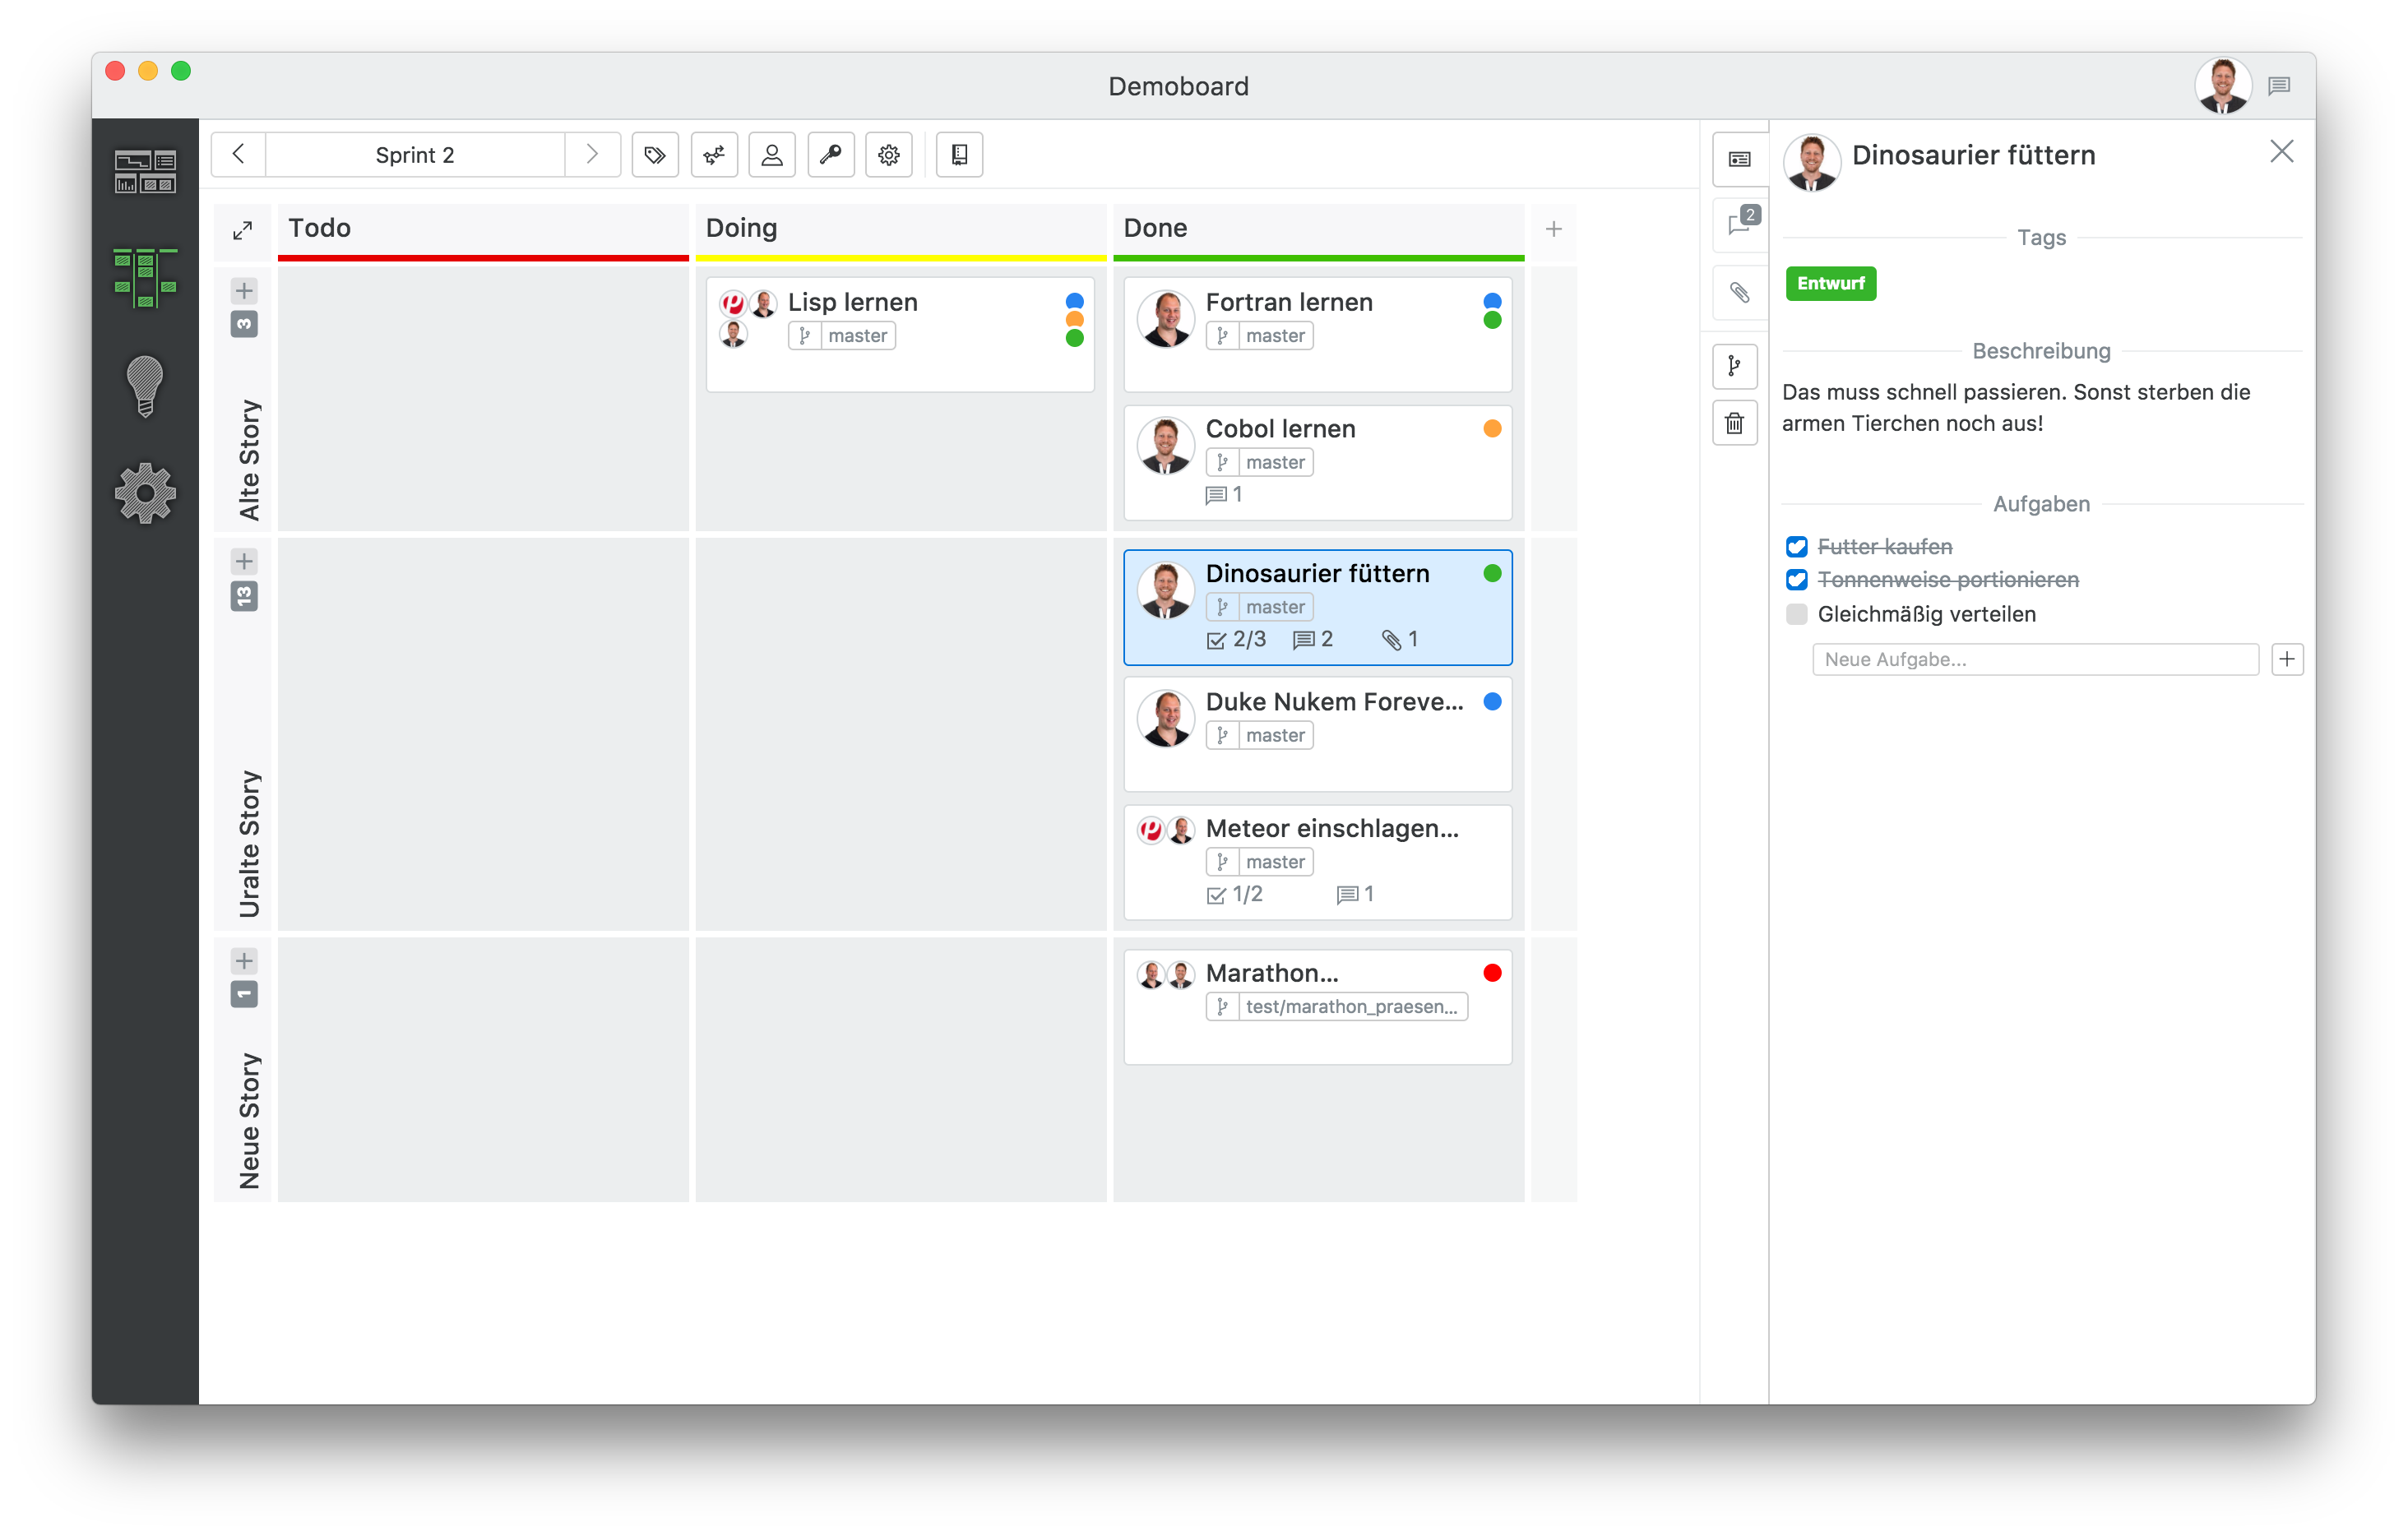 Demoboard
Sprint 2
Todo
Doing
Done
3
Alte Story
Lisp lernen
master
Fortran lernen
master
Cobol lernen
master
1
13
Uralte Story
Dinosaurier füttern
master
2/3 2 1
Duke Nukem Foreve...
master
Meteor einschlagen...
master
1/2 1
1
Neue Story
Marathon...
test/marathon_praesen...
2
Dinosaurier füttern
Tags
Entwurf
Beschreibung
Das muss schnell passieren. Sonst sterben die
armen Tierchen noch aus!
Aufgaben
Futter kaufen
Tonnenweise portionieren
Gleichmäßig verteilen
Neue Aufgabe...